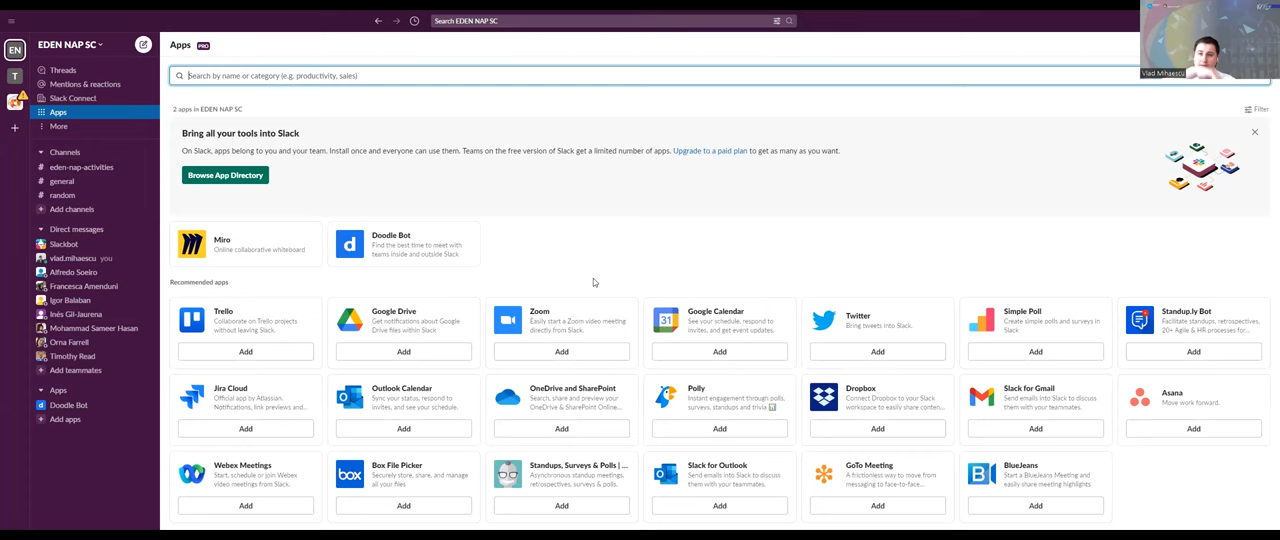 Search EDEN NAP SC
EN
T
EDEN NAP SC
Threads
Mentions & reactions
Slack Connect
Apps
More
Channels
# eden-nap-activities
# general
# random
+ Add channels
Direct messages
Slackbot
vlad.mihaescu you
Alfredo Soeiro
Francesca Amenduni
Igor Balaban
Inés Gil-Jaurena
Mohammad Sameer Hasan
Orna Farrell
Timothy Read
+ Add teammates
Apps
Doodle Bot
+ Add apps
Apps PRO
Search by name or category (e.g. productivity, sales)
Vlad Mihaescu
2 apps in EDEN NAP SC
Filter
Bring all your tools into Slack
On Slack, apps belong to you and your team. Install once and everyone can use them. Teams on the free version of Slack get a limited number of apps. Upgrade to a paid plan to get as many as you want.
Browse App Directory
Miro
Online collaborative whiteboard
d
Doodle Bot
Find the best time to meet with
teams inside and outside Slack
Recommended apps
Trello
Collaborate on Trello projects
without leaving Slack.
Add
Google Drive
Get notifications about Google
Drive files within Slack
Add
Zoom
Easily start a Zoom video meeting
directly from Slack.
Add
31
Google Calendar
See your schedule, respond to
invites, and get event updates.
Add
Twitter
Bring tweets into Slack.
Add
Simple Poll
Create simple polls and surveys in
Slack
Add
Standup.ly Bot
Facilitate standups, retrospectives,
20+ Agile & HR processes for...
Add
Jira Cloud
Official app by Atlassian.
Notifications, link previews and...
Add
Outlook Calendar
Sync your status, respond to
invites, and see your schedule.
Add
OneDrive and SharePoint
Search, share and preview your
OneDrive & SharePoint Online...
Add
Polly
Instant engagement through polls,
surveys, standups and trivia
Add
Dropbox
Connect Dropbox to your Slack
workspace to easily share conten...
Add
Slack for Gmail
Send emails into Slack to discuss
them with your teammates.
Add
Asana
Move work forward.
Add
Webex Meetings
Start, schedule or join Webex
video meetings from Slack.
Add
box
Box File Picker
Securely store, share, and manage
all your files
Add
Standups, Surveys & Polls | ...
Asynchronous standup meetings,
retrospectives, surveys & polls.
Add
Slack for Outlook
Send emails into Slack to discuss
them with your teammates.
Add
GoTo Meeting
A frictionless way to move from
messaging to face-to-face...
Add
B
BlueJeans
Start a BlueJeans Meeting and
easily share meeting highlights
Add